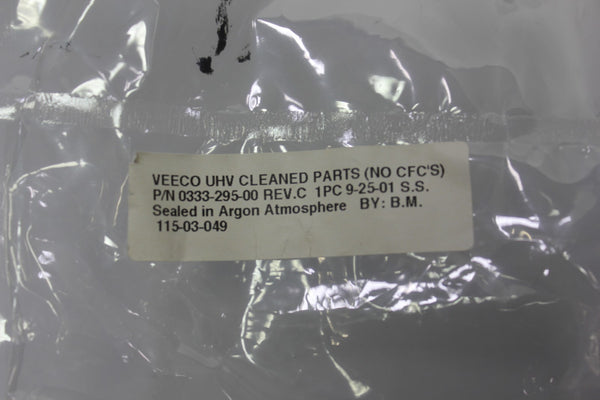 VEECO UHV CLEANED PARTS (NO CFC'S)
P/N 0333-295-00 REV.C 1PC 9-25-01 S.S.
Sealed in Argon Atmosphere BY: B.M.
115-03-049